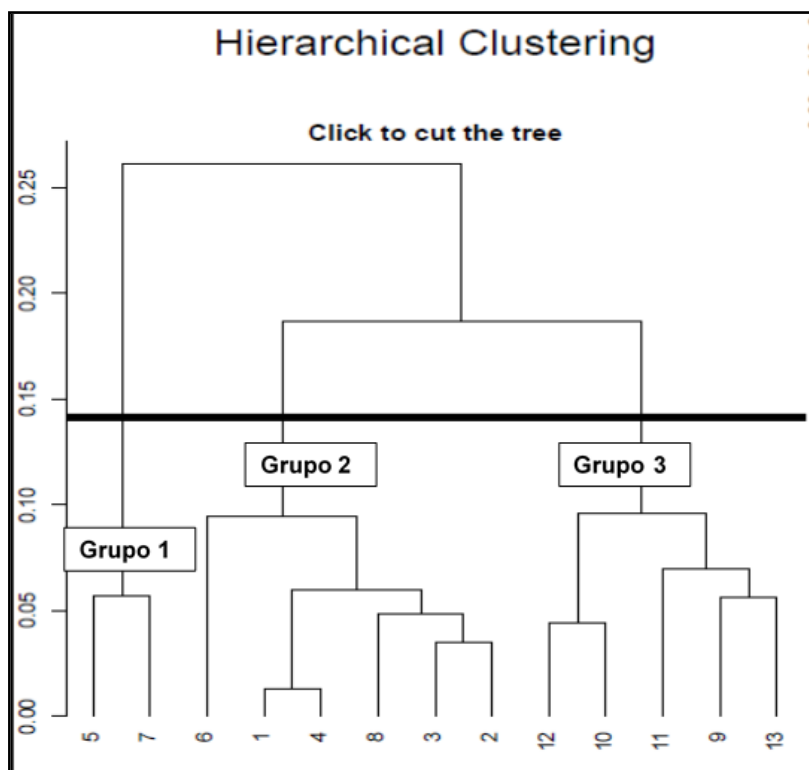 Hierarchical Clustering
Click to cut the tree
0.25
0.20
0.15
0.10
0.05
0.00
Grupo 2
Grupo 3
Grupo 1
5 7 6 1 4 8 3 2 12 10 11 9 13